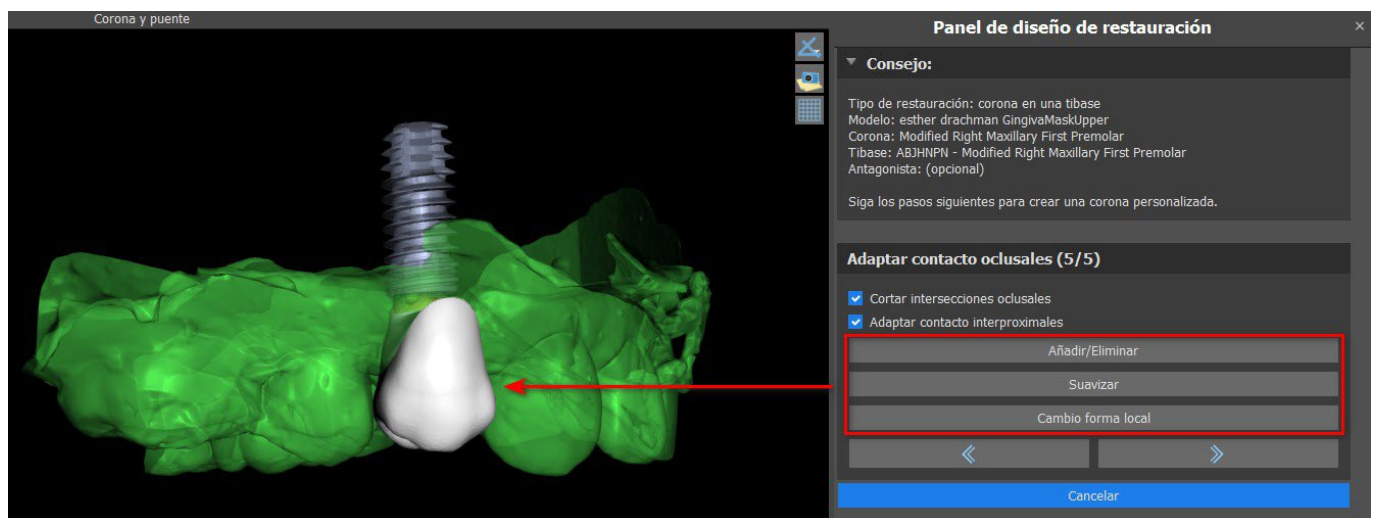 Corona y puente
Panel de diseño de restauración
Consejo:
Tipo de restauración: corona en una tibase
Modelo: esther drachman GingivaMaskUpper
Corona: Modified Right Maxillary First Premolar
Tibase: ABJHNPN - Modified Right Maxillary First Premolar
Antagonista: (opcional)
Siga los pasos siguientes para crear una corona personalizada.
Adaptar contacto oclusales (5/5)
Cortar intersecciones oclusales
Adaptar contacto interproximales
Añadir/Eliminar
Suavizar
Cambio forma local
Cancelar